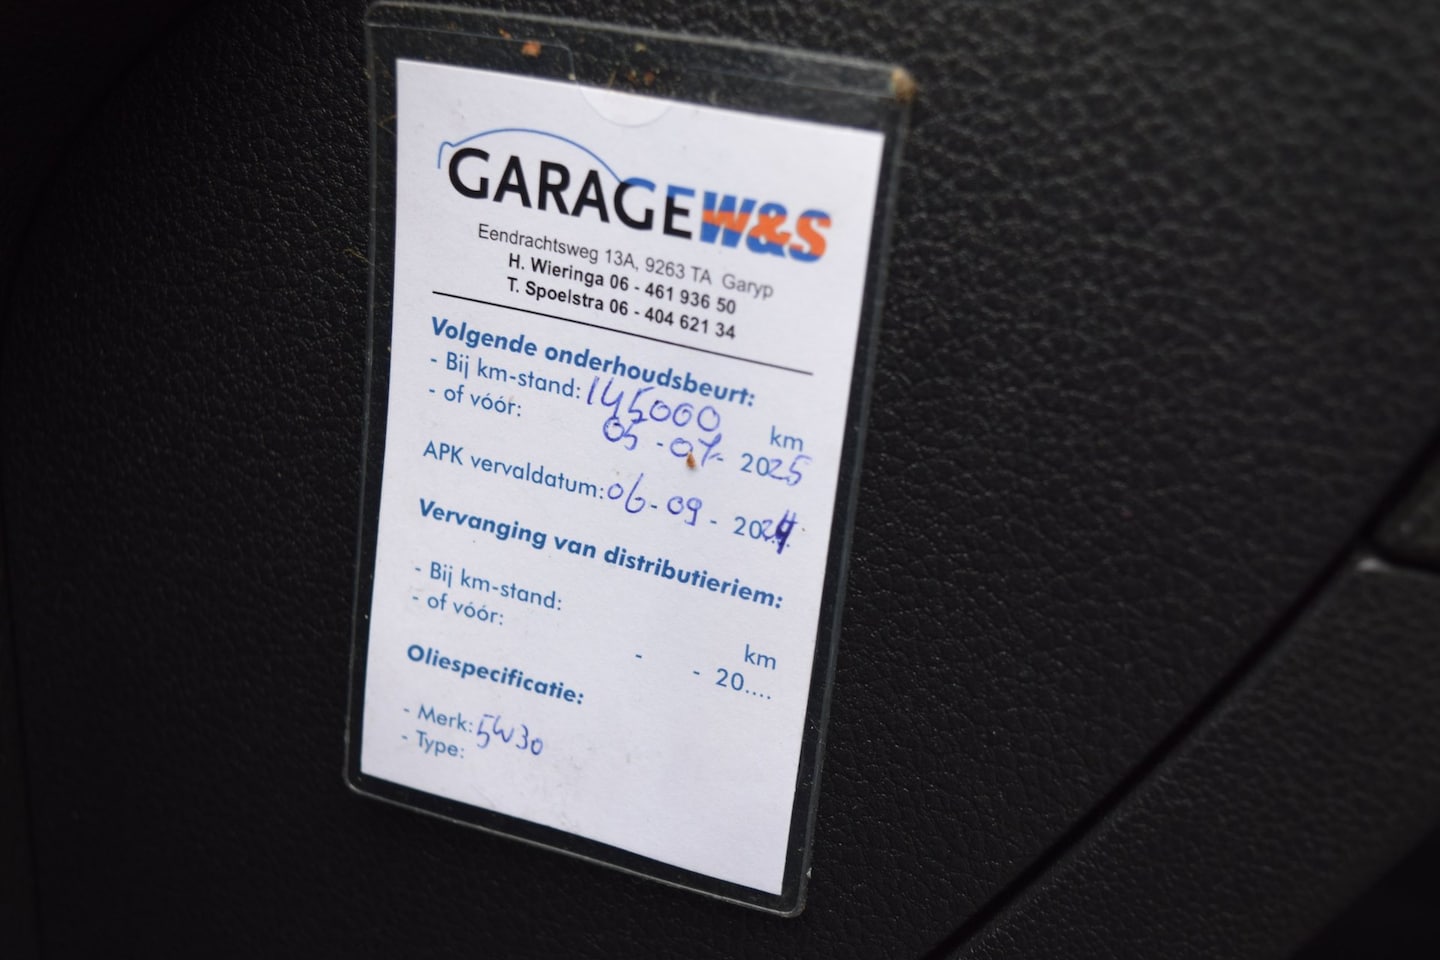 GARAGE W&S
Eendrachtsweg 13A, 9263 TA Garyp
H. Wieringa 06 - 461 936 50
T. Spoelstra 06 - 404 621 34
Volgende onderhoudsbeurt:
- Bij km-stand: 145000 km
- of vóór: 05 - 07 - 2025
APK vervaldatum: 06 - 09 - 2024
Vervanging van distributieriem:
- Bij km-stand: km
- of vóór: - - 20....
Oliespecificatie:
- Merk: 5W30
- Type: